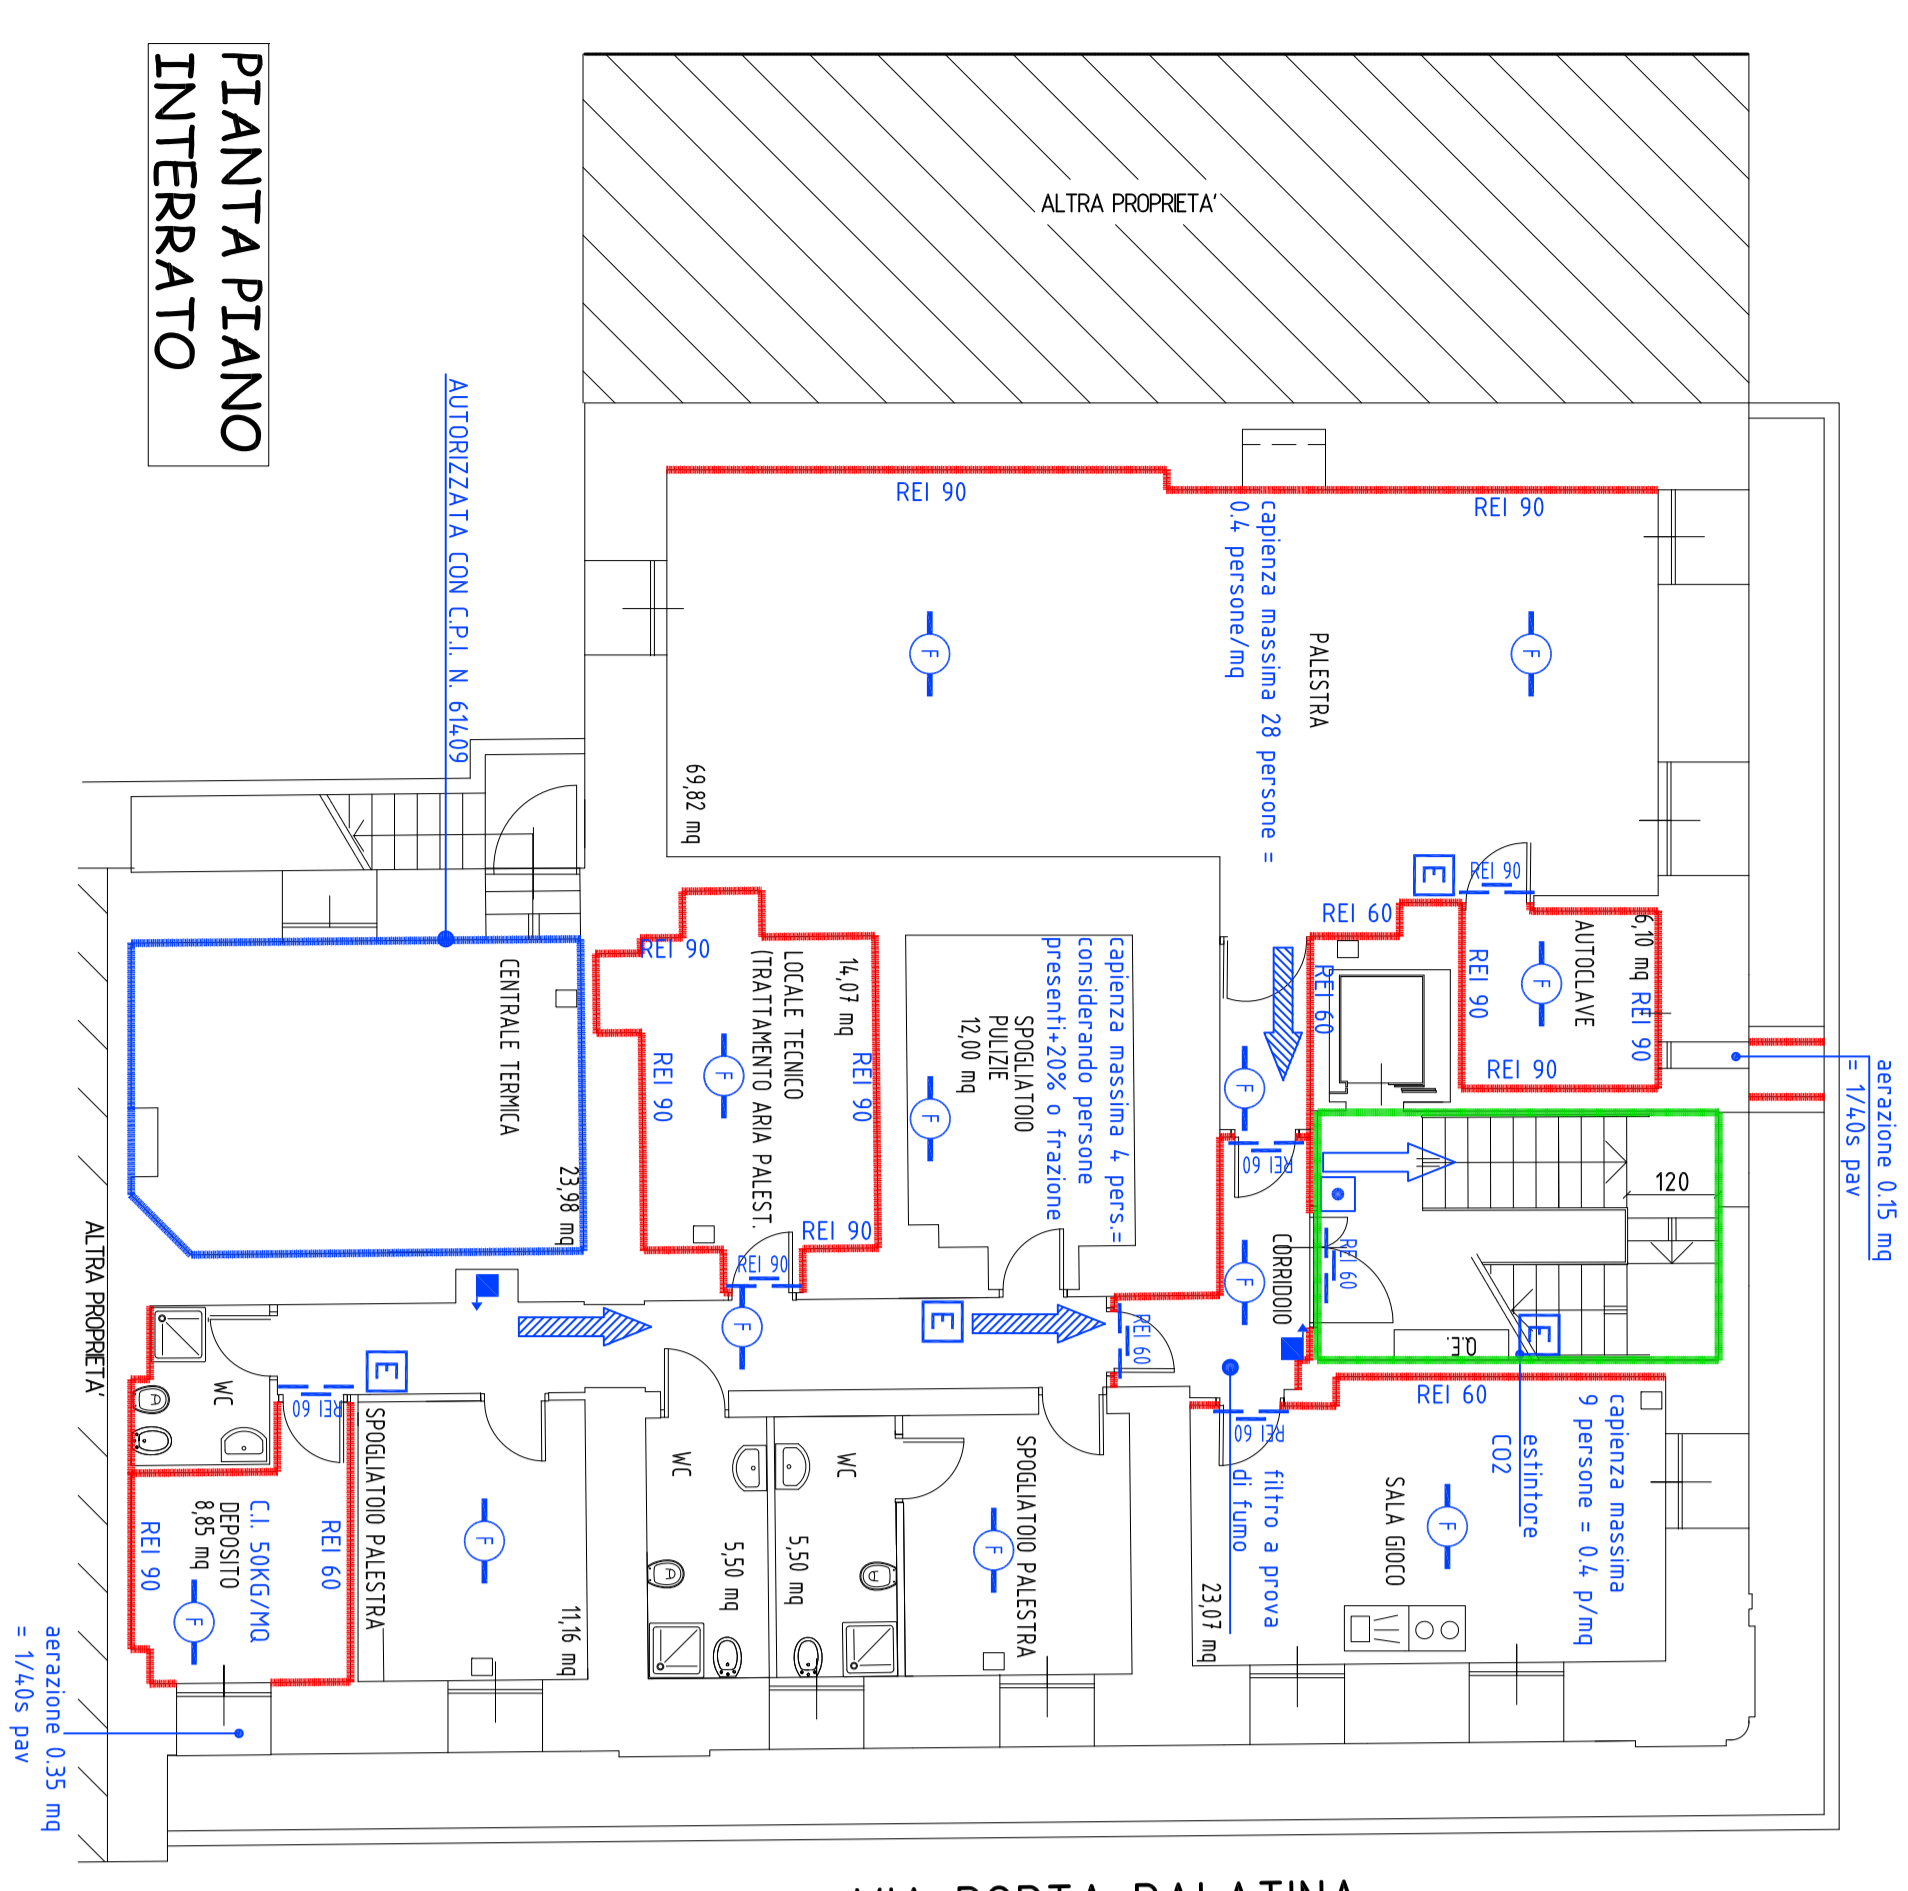 PIANTA PIANO
INTERRATO
ALTRA PROPRIETA'
AUTORIZZATA CON C.P.I. N. 61409
REI 90
REI 90
capienza massima 28 persone =
0.4 persone/mq
F
F
PALESTRA
69,82 mq
E
REI 90
REI 60
REI 60
6,10 mq
REI 90
AUTOCLAVE
F
REI 90
REI 90
aerazione 0.15 mq
= 1/40s pav
REI 90
14,07 mq
LOCALE TECNICO
(TRATTAMENTO ARIA PALEST.
F
REI 90
REI 90
REI 90
REI 90
capienza massima 4 pers.=
considerando persone
presenti+20% o frazione
SPOGLIATOIO
PULIZIE
12,00 mq
F
F
REI 60
120
CENTRALE TERMICA
23,98 mq
ALTRA PROPRIETA'
CORRIDOIO
F
REI 60
E
Q.E.
F
E
REI 60
E
REI 60
WC
A
REI 60
REI 60
capienza massima
9 persone = 0.4 p/mq
estintore
CO2
SALA GIOCO
F
filtro a prova
di fumo
23,07 mq
SPOGLIATOIO PALESTRA
F
11,16 mq
WC
5,50 mq
A
WC
5,50 mq
A
SPOGLIATOIO PALESTRA
F
C.I. 50KG/MQ
DEPOSITO
8,85 mq
F
REI 60
REI 90
aerazione 0.35 mq
= 1/40s pav
VIA PORTA PALATINA